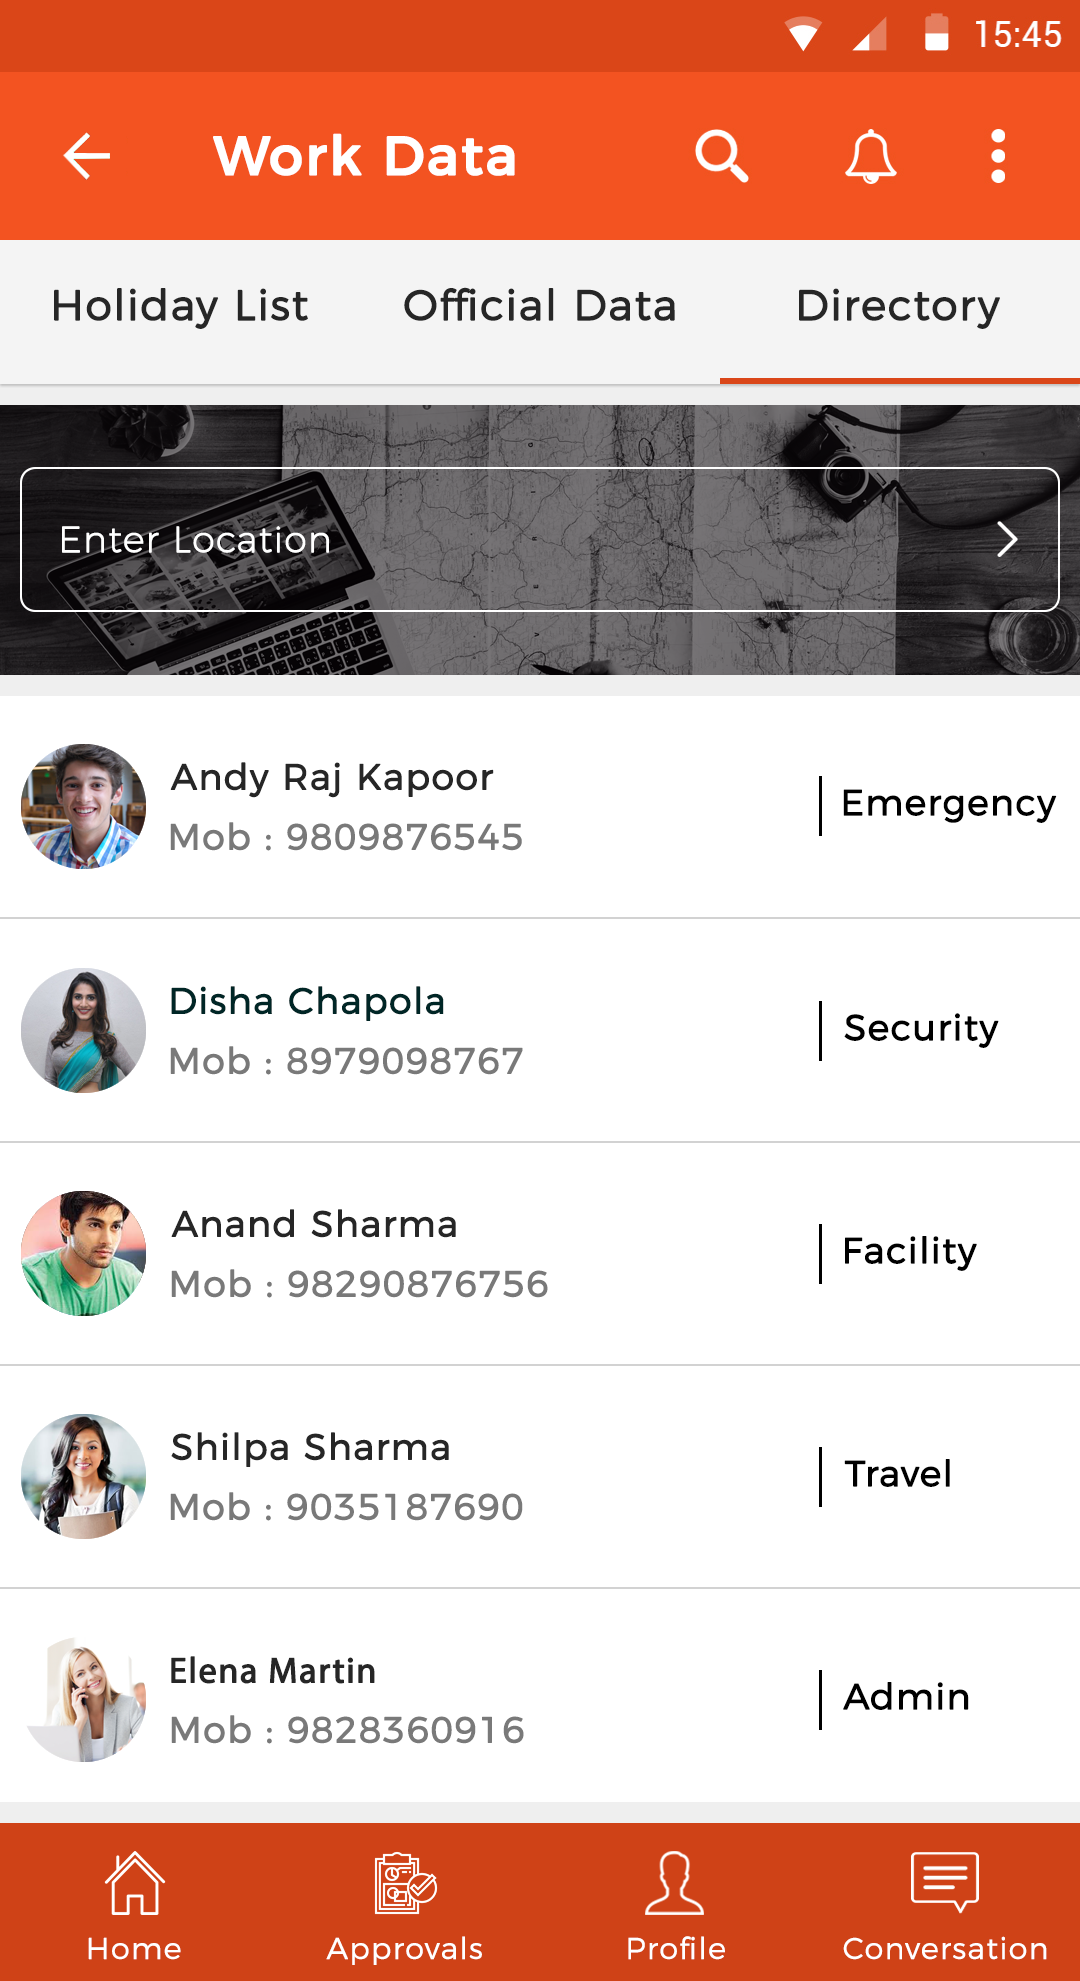 15:45
Work Data
Holiday List
Official Data
Directory
Enter Location
Andy Raj Kapoor
Mob : 9809876545
Emergency
Disha Chapola
Mob : 8979098767
Security
Anand Sharma
Mob : 98290876756
Facility
Shilpa Sharma
Mob : 9035187690
Travel
Elena Martin
Mob : 9828360916
Admin
Home
Approvals
Profile
Conversation